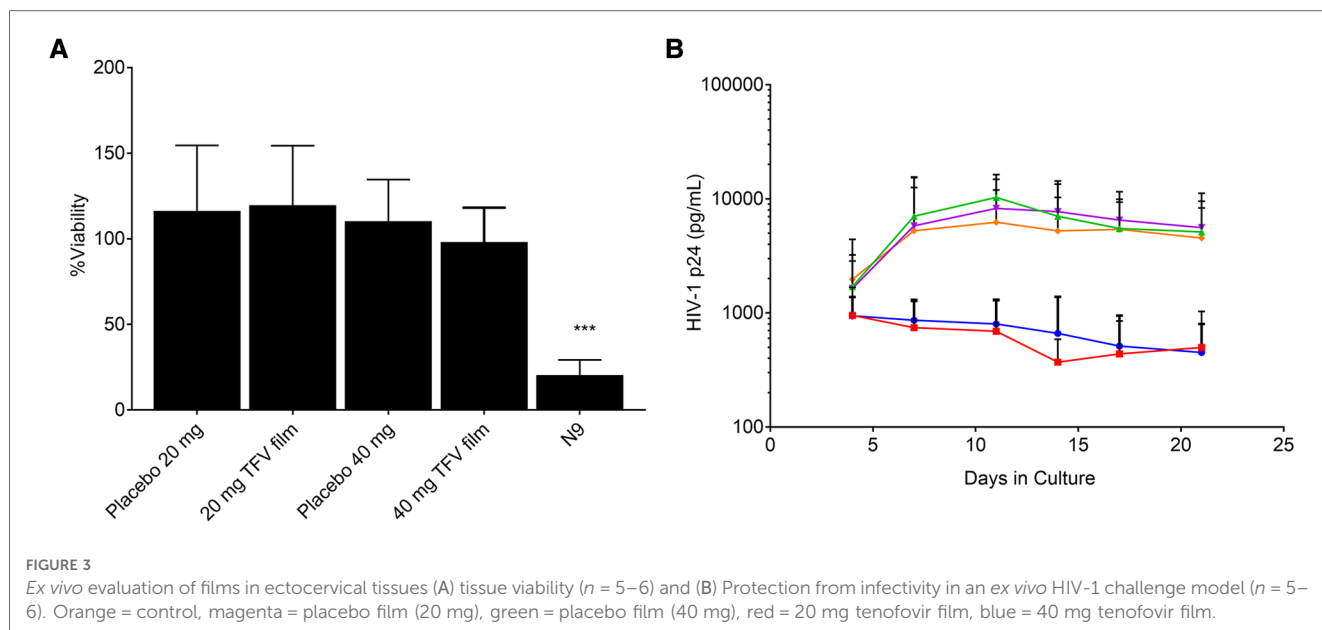 A
200
150
100
50
0
%Viability
Placebo 20 mg
20 mg TFV film
Placebo 40 mg
40 mg TFV film
N9
***
B
100000
10000
1000
100
HIV-1 p24 (pg/mL)
0
5
10
15
20
25
Days in Culture
FIGURE 3
Ex vivo evaluation of films in ectocervical tissues (A) tissue viability (n = 5–6) and (B) Protection from infectivity in an ex vivo HIV-1 challenge model (n = 5–
6). Orange = control, magenta = placebo film (20 mg), green = placebo film (40 mg), red = 20 mg tenofovir film, blue = 40 mg tenofovir film.